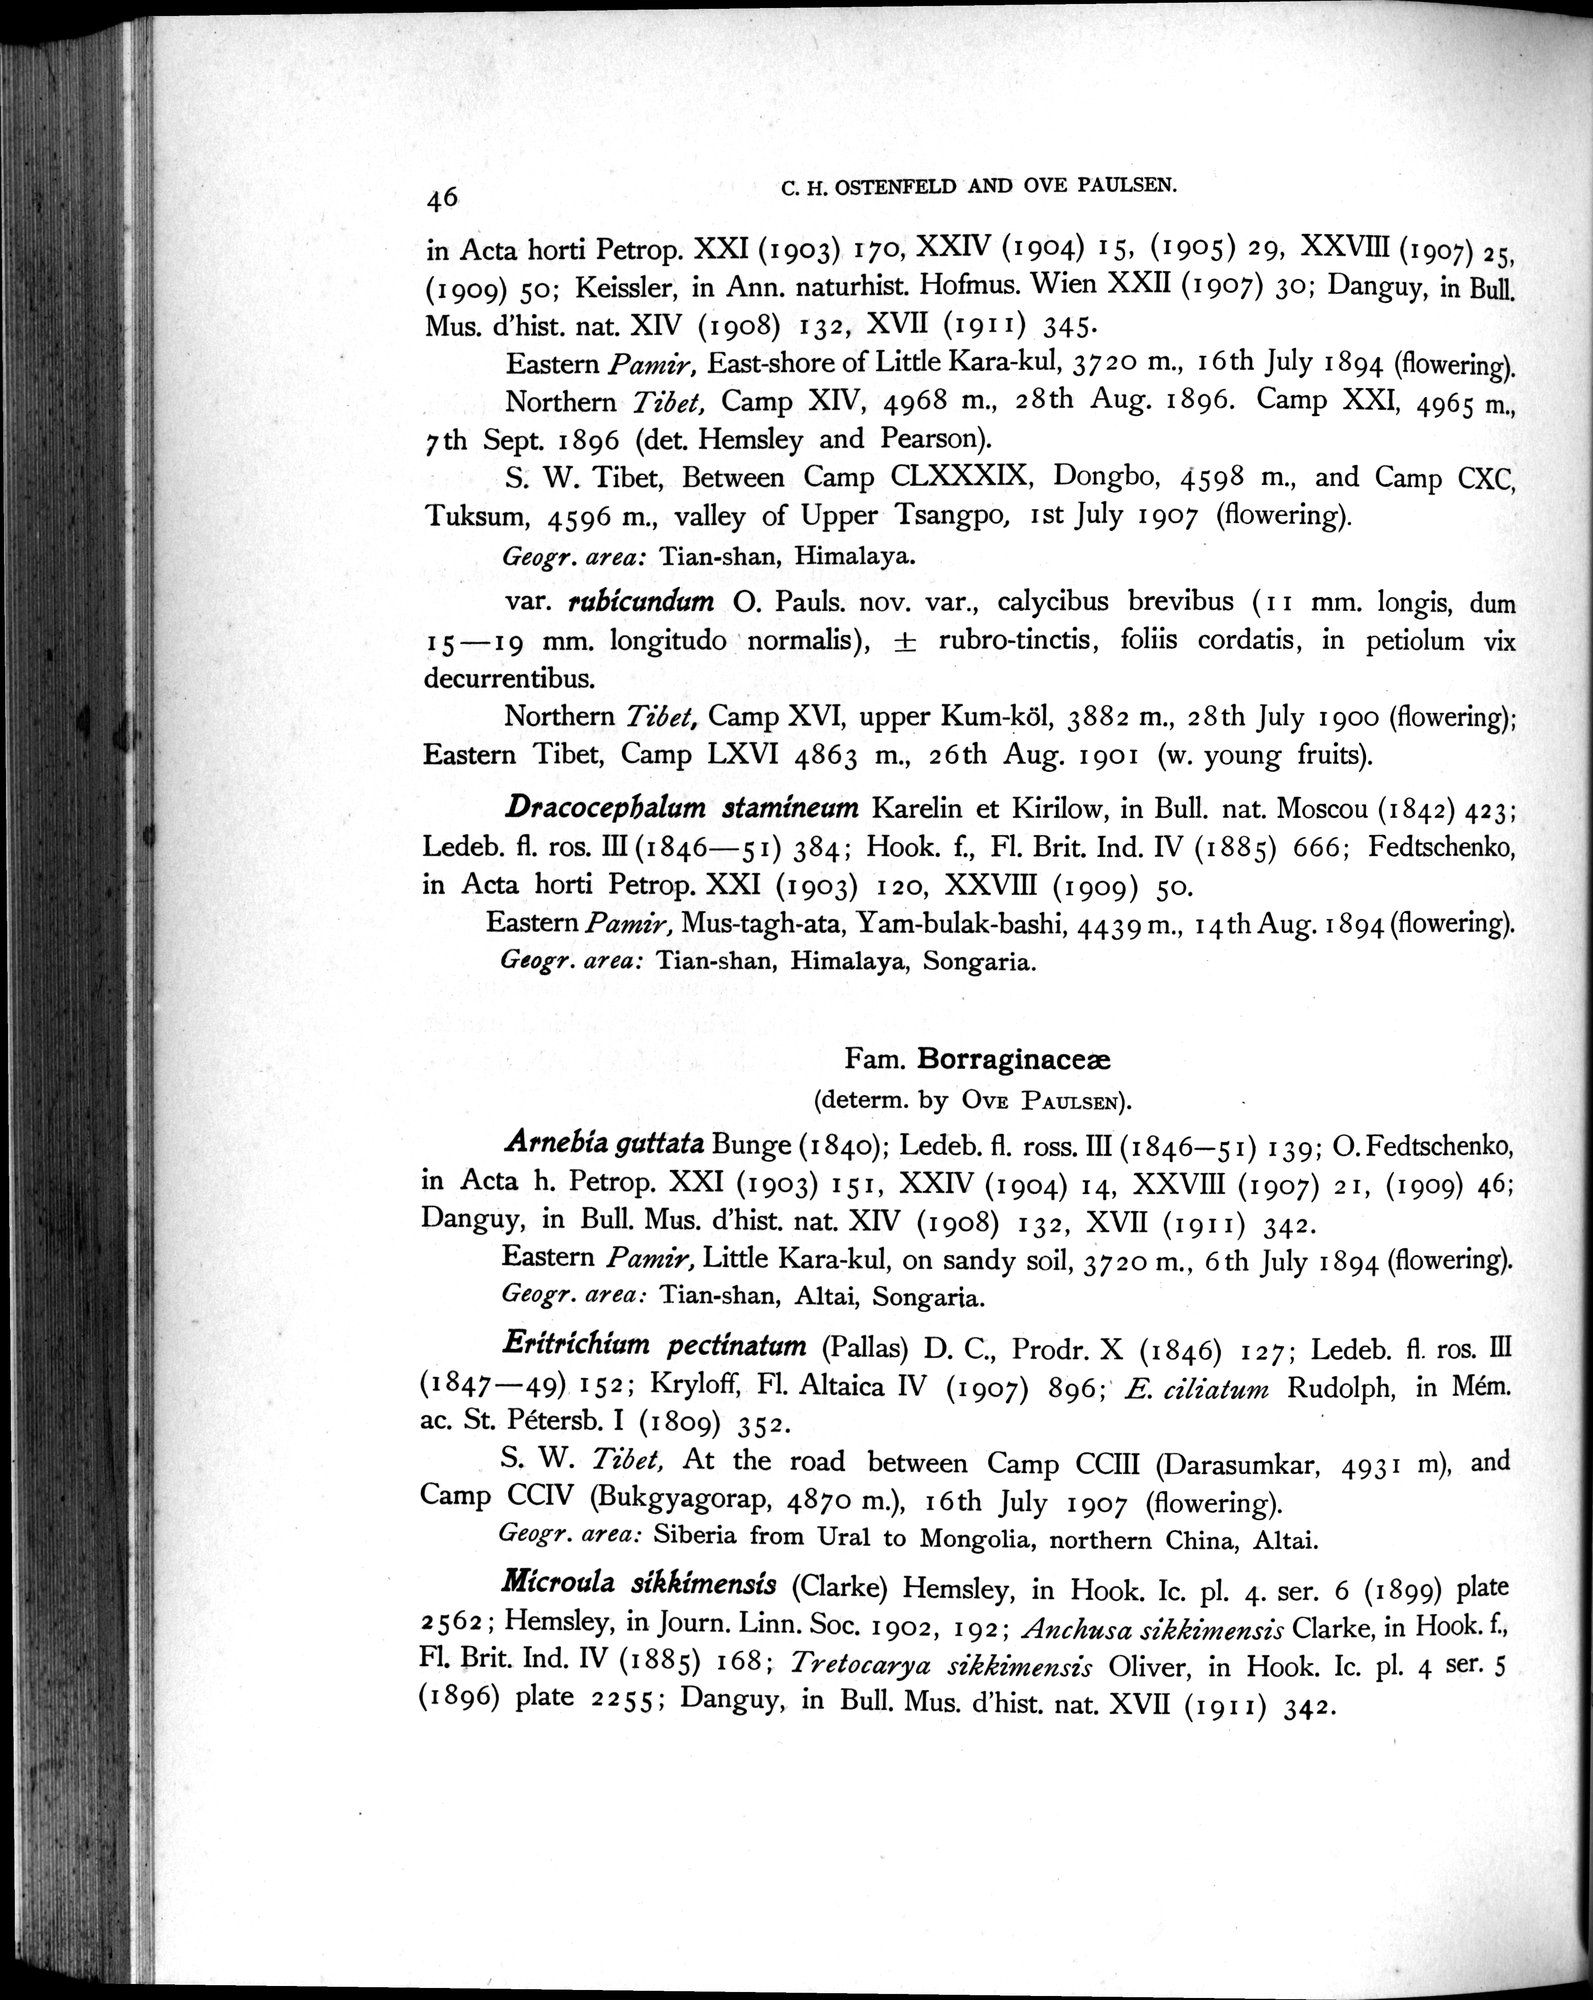 46
C. H. OSTENFELD AND OVE PAULSEN.
in Acta horti Petrop. XXI (1903) 170, XXIV (1904) 15, (1905) 29, XXVIII (1907) 25,
(1909) 50; Keissler, in Ann. naturhist. Hofmus. Wien XXII (1907) 30; Danguy, in Bull.
Mus. d'hist. nat. XIV (1908) 132, XVII (1911) 345.
Eastern Pamir, East-shore of Little Kara-kul, 3720 m., 16th July 1894 (flowering).
Northern Tibet, Camp XIV, 4968 m., 28th Aug. 1896. Camp XXI, 4965 m.,
7th Sept. 1896 (det. Hemsley and Pearson).
S. W. Tibet, Between Camp CLXXXIX, Dongbo, 4598 m., and Camp CXC,
Tuksum, 4596 m., valley of Upper Tsangpo, 1st July 1907 (flowering).
Geogr. area: Tian-shan, Himalaya.
var. rubicundum O. Pauls. nov. var., calycibus brevibus (11 mm. longis, dum
15—19 mm. longitudo normalis), ± rubro-tinctis, foliis cordatis, in petiolum vix
decurrentibus.
Northern Tibet, Camp XVI, upper Kum-köl, 3882 m., 28th July 1900 (flowering);
Eastern Tibet, Camp LXVI 4863 m., 26th Aug. 1901 (w. young fruits).
Dracocephalum stamineum Karelin et Kirilow, in Bull. nat. Moscou (1842) 423;
Ledeb. fl. ros. III (1846—51) 384; Hook. f., Fl. Brit. Ind. IV (1885) 666; Fedtschenko,
in Acta horti Petrop. XXI (1903) 120, XXVIII (1909) 50.
Eastern Pamir, Mus-tagh-ata, Yam-bulak-bashi, 4439 m., 14th Aug. 1894 (flowering).
Geogr. area: Tian-shan, Himalaya, Songaria.
Fam. Borraginaceæ
(determ. by OVE PAULSEN).
Arnebia guttata Bunge (1840); Ledeb. fl. ross. III (1846—51) 139; O. Fedtschenko,
in Acta h. Petrop. XXI (1903) 151, XXIV (1904) 14, XXVIII (1907) 21, (1909) 46;
Danguy, in Bull. Mus. d'hist. nat. XIV (1908) 132, XVII (1911) 342.
Eastern Pamir, Little Kara-kul, on sandy soil, 3720 m., 6th July 1894 (flowering).
Geogr. area: Tian-shan, Altai, Songaria.
Eritrichium pectinatum (Pallas) D. C., Prodr. X (1846) 127; Ledeb. fl. ros. III
(1847—49) 152; Kryloff, Fl. Altaica IV (1907) 896; E. ciliatum Rudolph, in Mém.
ac. St. Pétersb. I (1809) 352.
S. W. Tibet, At the road between Camp CCIII (Darasumkar, 4931 m), and
Camp CCIV (Bukgyagorap, 4870 m.), 16th July 1907 (flowering).
Geogr. area: Siberia from Ural to Mongolia, northern China, Altai.
Microula sikkimensis (Clarke) Hemsley, in Hook. Ic. pl. 4. ser. 6 (1899) plate
2562; Hemsley, in Journ. Linn. Soc. 1902, 192; Anchusa sikkimensis Clarke, in Hook. f.,
Fl. Brit. Ind. IV (1885) 168; Tretocarya sikkimensis Oliver, in Hook. Ic. pl. 4 ser. 5
(1896) plate 2255; Danguy, in Bull. Mus. d'hist. nat. XVII (1911) 342.